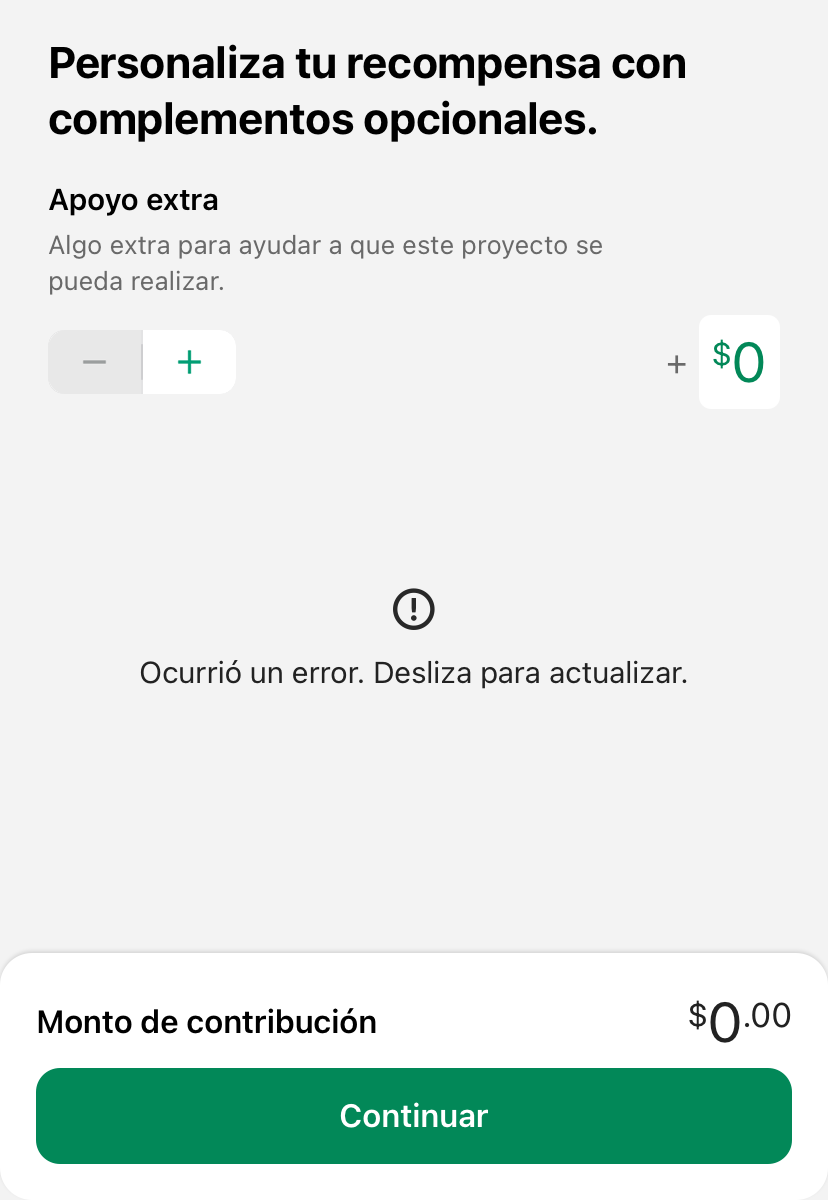 Personaliza tu recompensa con
complementos opcionales.
Apoyo extra
Algo extra para ayudar a que este proyecto se
pueda realizar.
− +
+ $0
Ocurrió un error. Desliza para actualizar.
Monto de contribución $0.00
Continuar